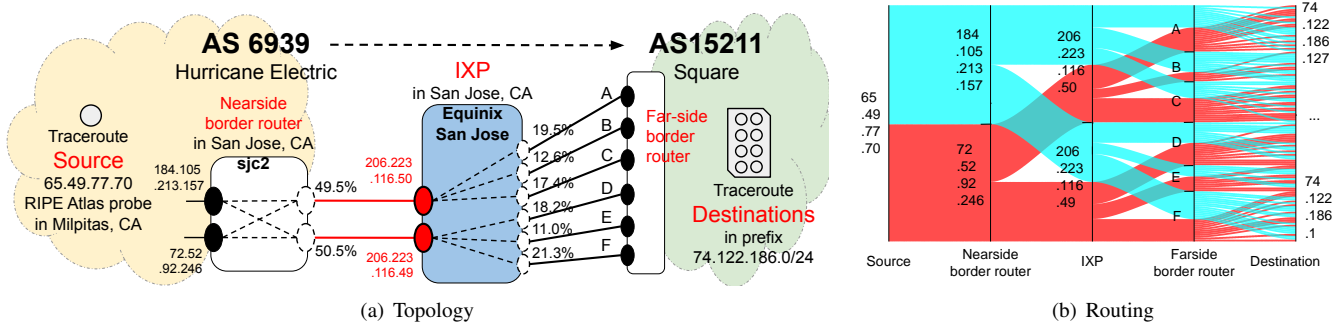 AS 6939
Hurricane Electric
AS15211
Square
IXP
in San Jose, CA
Equinix
San Jose
Nearside
border router
in San Jose, CA
sjc2
Traceroute
Source
65.49.77.70
RIPE Atlas probe
in Milpitas, CA
184.105
.213.157
72.52
.92.246
49.5%
50.5%
206.223
.116.50
206.223
.116.49
19.5%
12.6%
17.4%
18.2%
11.0%
21.3%
A
B
C
D
E
F
Far-side
border
router
Traceroute
Destinations
in prefix
74.122.186.0/24
(a) Topology
65
.49
.77
.70
184
.105
.213
.157
72
.52
.92
.246
206
.223
.116
.50
206
.223
.116
.49
A
B
C
D
E
F
74
.122
.186
.127
...
74
.122
.186
.1
Source
Nearside
border router
IXP
Farside
border router
Destination
(b) Routing